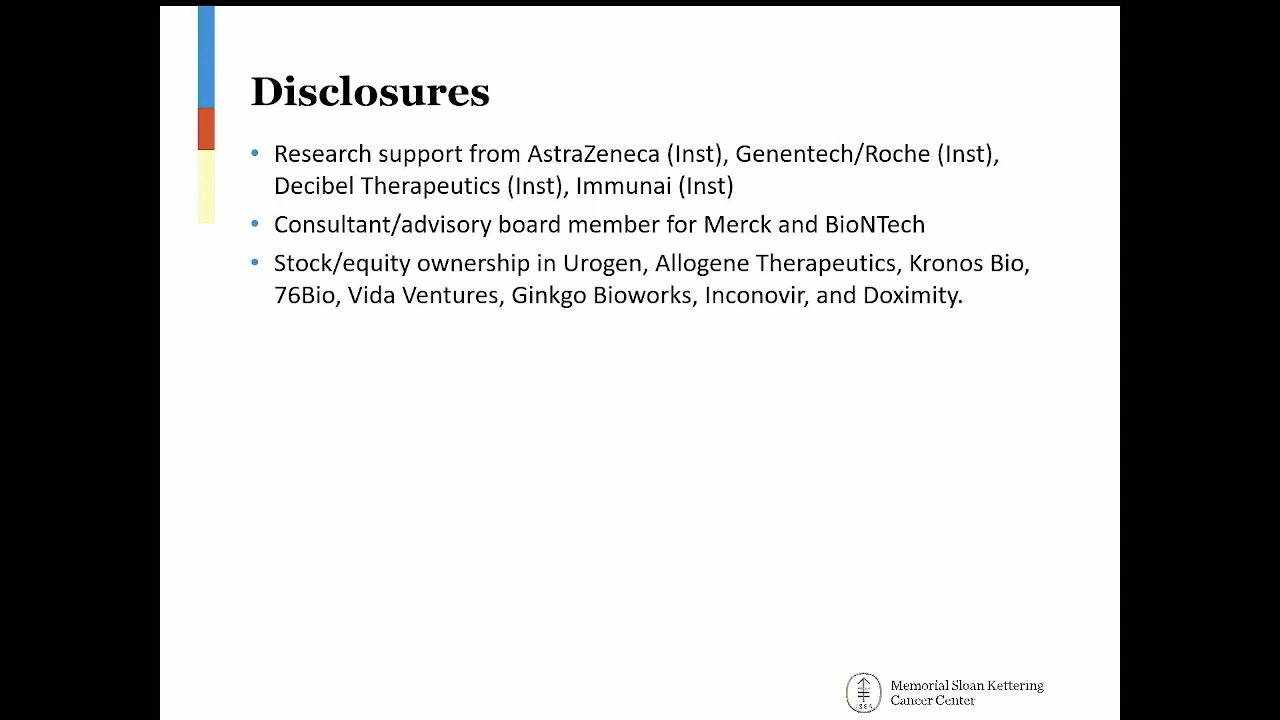 Disclosures
• Research support from AstraZeneca (Inst), Genentech/Roche (Inst),
Decibel Therapeutics (Inst), Immunai (Inst)
• Consultant/advisory board member for Merck and BioNTech
• Stock/equity ownership in Urogen, Allogene Therapeutics, Kronos Bio,
76Bio, Vida Ventures, Ginkgo Bioworks, Inconovir, and Doximity.
Memorial Sloan Kettering
Cancer Center